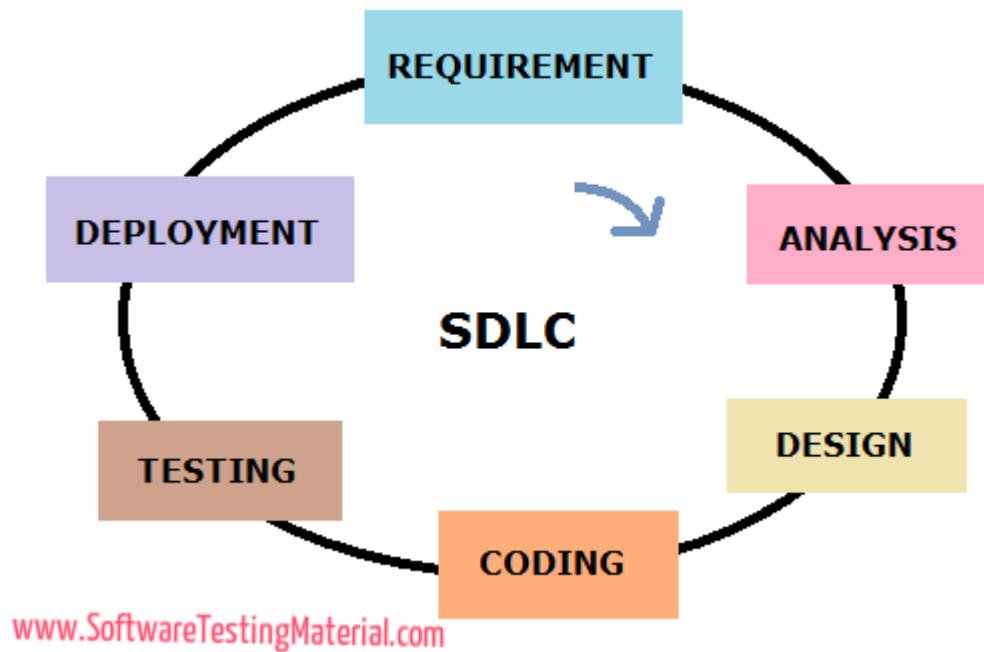 REQUIREMENT
ANALYSIS
DESIGN
CODING
TESTING
DEPLOYMENT
SDLC
www.SoftwareTestingMaterial.com